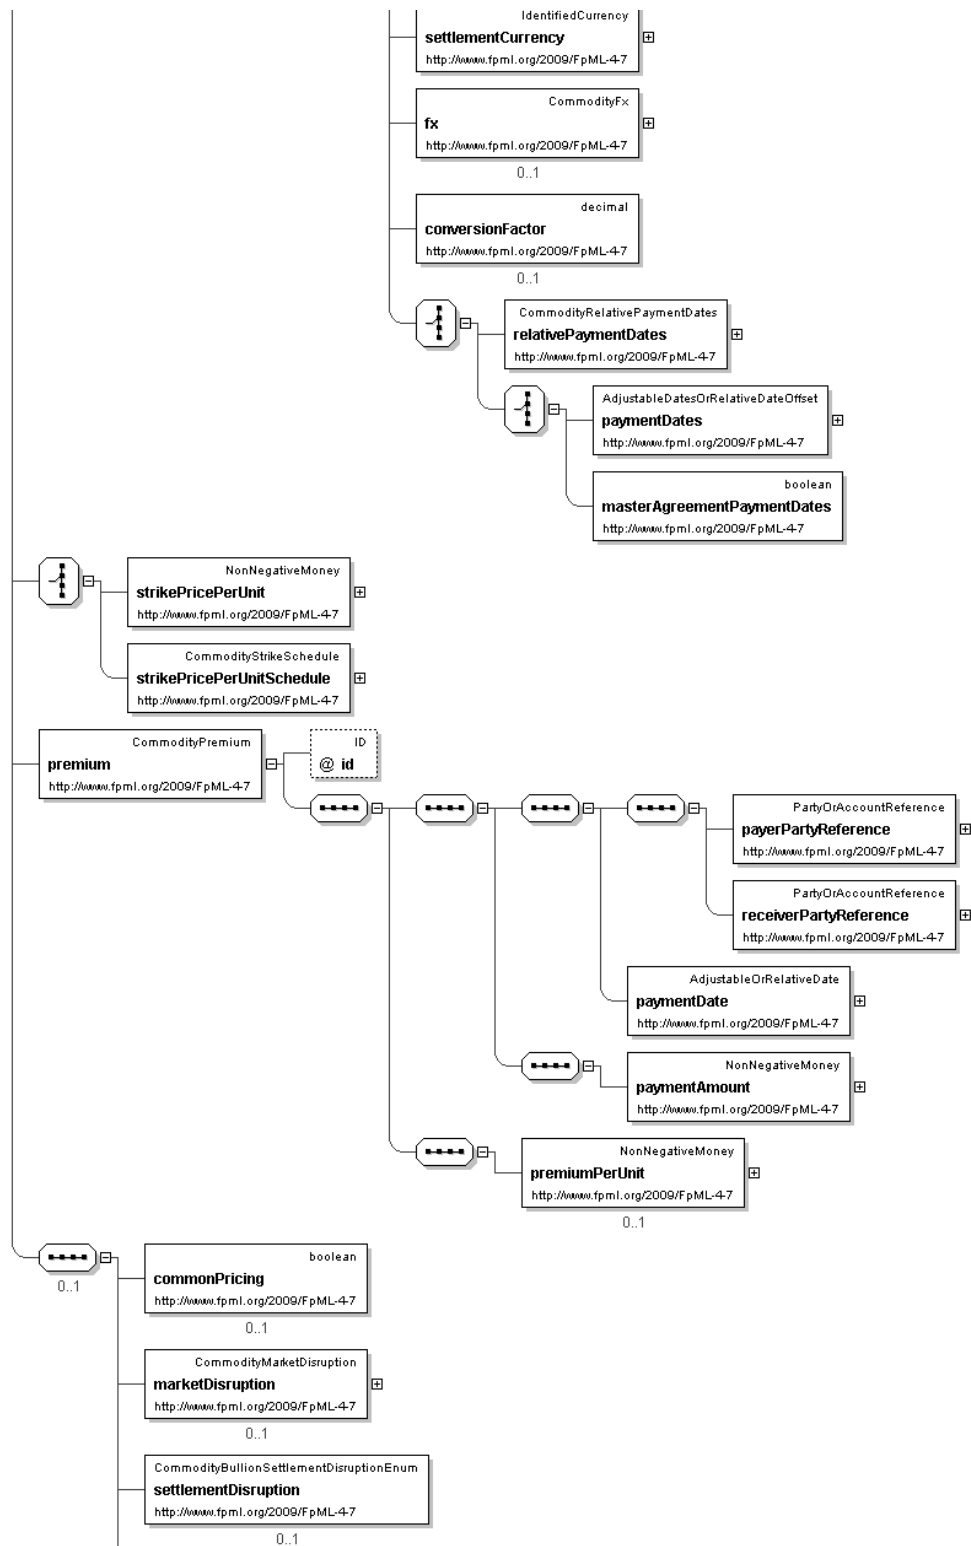 IdentifiedCurrency
settlementCurrency
http://www.fpml.org/2009/FpML-4-7
CommodityFx
fx
http://www.fpml.org/2009/FpML-4-7
0..1
decimal
conversionFactor
http://www.fpml.org/2009/FpML-4-7
0..1
CommodityRelativePaymentDates
relativePaymentDates
http://www.fpml.org/2009/FpML-4-7
AdjustableDatesOrRelativeDateOffset
paymentDates
http://www.fpml.org/2009/FpML-4-7
boolean
masterAgreementPaymentDates
http://www.fpml.org/2009/FpML-4-7
NonNegativeMoney
strikePricePerUnit
http://www.fpml.org/2009/FpML-4-7
CommodityStrikeSchedule
strikePricePerUnitSchedule
http://www.fpml.org/2009/FpML-4-7
CommodityPremium
premium
http://www.fpml.org/2009/FpML-4-7
ID
@ id
PartyOrAccountReference
payerPartyReference
http://www.fpml.org/2009/FpML-4-7
PartyOrAccountReference
receiverPartyReference
http://www.fpml.org/2009/FpML-4-7
AdjustableOrRelativeDate
paymentDate
http://www.fpml.org/2009/FpML-4-7
NonNegativeMoney
paymentAmount
http://www.fpml.org/2009/FpML-4-7
NonNegativeMoney
premiumPerUnit
http://www.fpml.org/2009/FpML-4-7
0..1
0..1
boolean
commonPricing
http://www.fpml.org/2009/FpML-4-7
0..1
CommodityMarketDisruption
marketDisruption
http://www.fpml.org/2009/FpML-4-7
0..1
CommodityBullionSettlementDisruptionEnum
settlementDisruption
http://www.fpml.org/2009/FpML-4-7
0..1